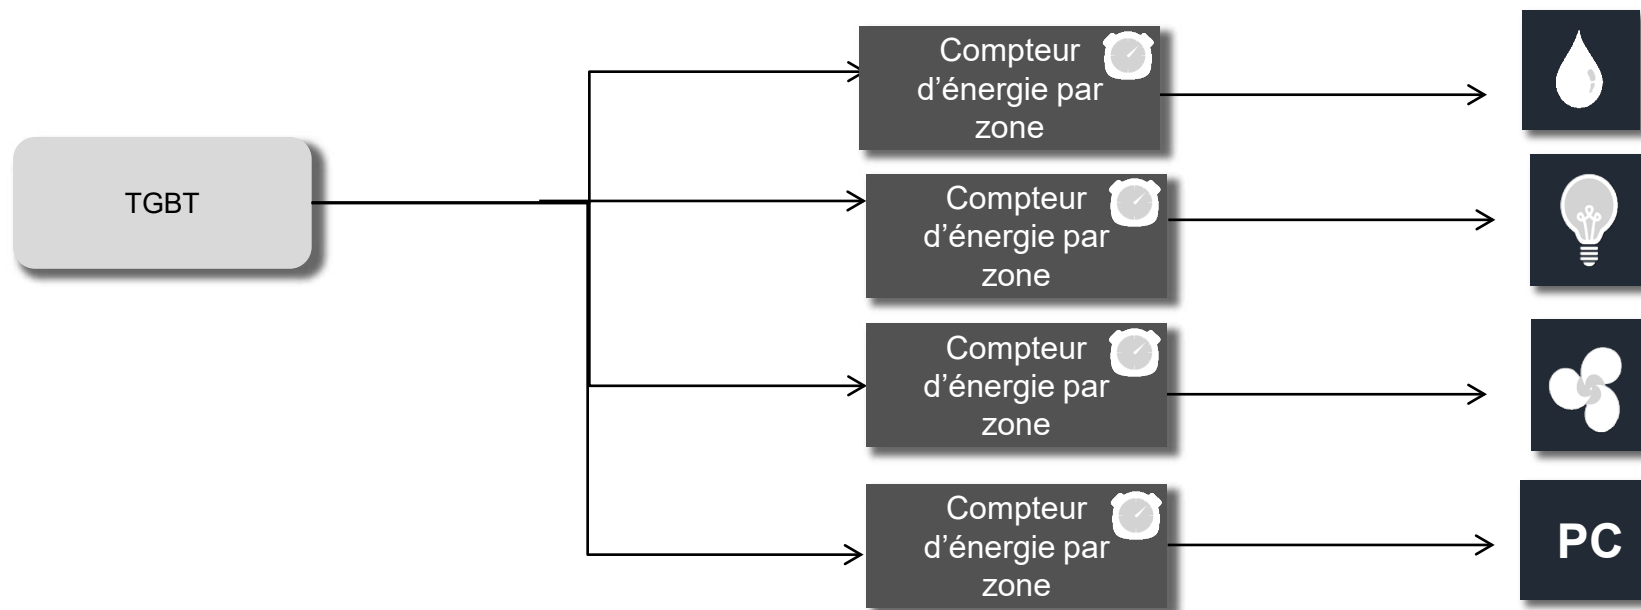 Compteur
d’énergie par
zone
TGBT
Compteur
d’énergie par
zone
Compteur
d’énergie par
zone
Compteur
d’énergie par
zone
PC